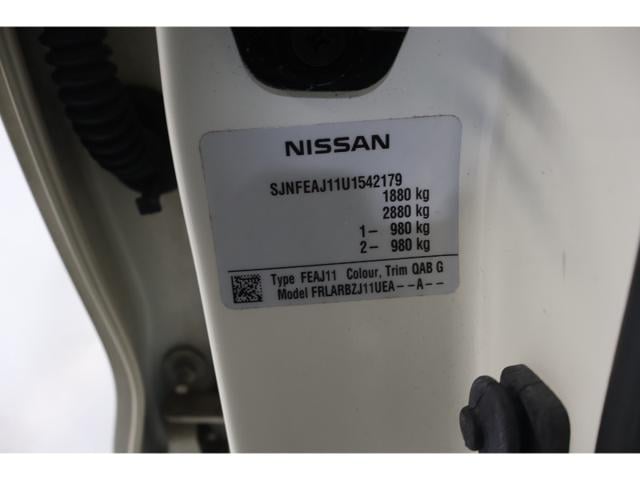 NISSAN
SJNFEAJ11U1542179
1880 kg
2880 kg
1- 980 kg
2- 980 kg
Type FEAJ11 Colour, Trim QAB G
Model FRLARBZJ11UEA--A--